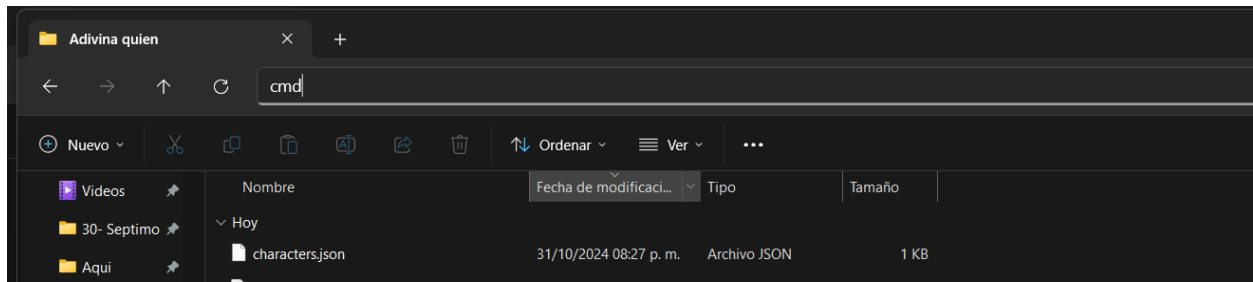 Adivina quien
cmd
Nuevo
Ordenar
Ver
Nombre Fecha de modificaci... Tipo Tamaño
Videos
30- Septimo
Aqui
Hoy
characters.json 31/10/2024 08:27 p. m. Archivo JSON 1 KB